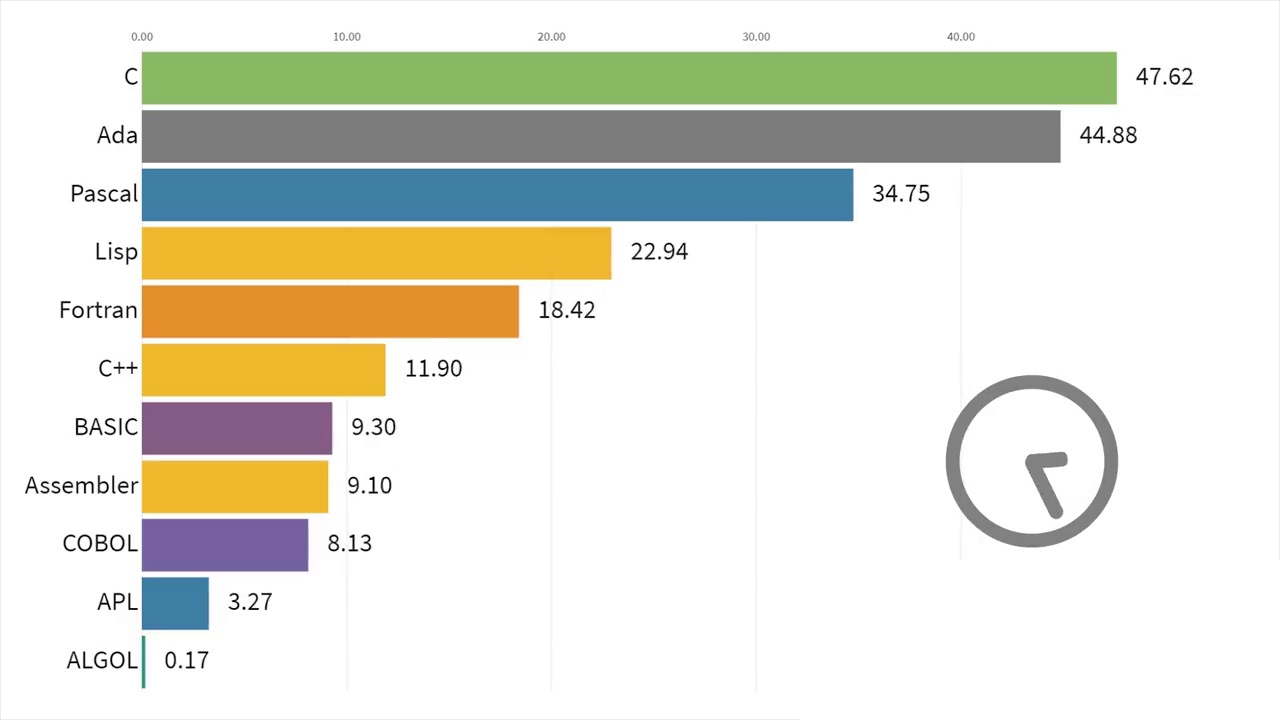 0.00 10.00 20.00 30.00 40.00
C 47.62
Ada 44.88
Pascal 34.75
Lisp 22.94
Fortran 18.42
C++ 11.90
BASIC 9.30
Assembler 9.10
COBOL 8.13
APL 3.27
ALGOL 0.17